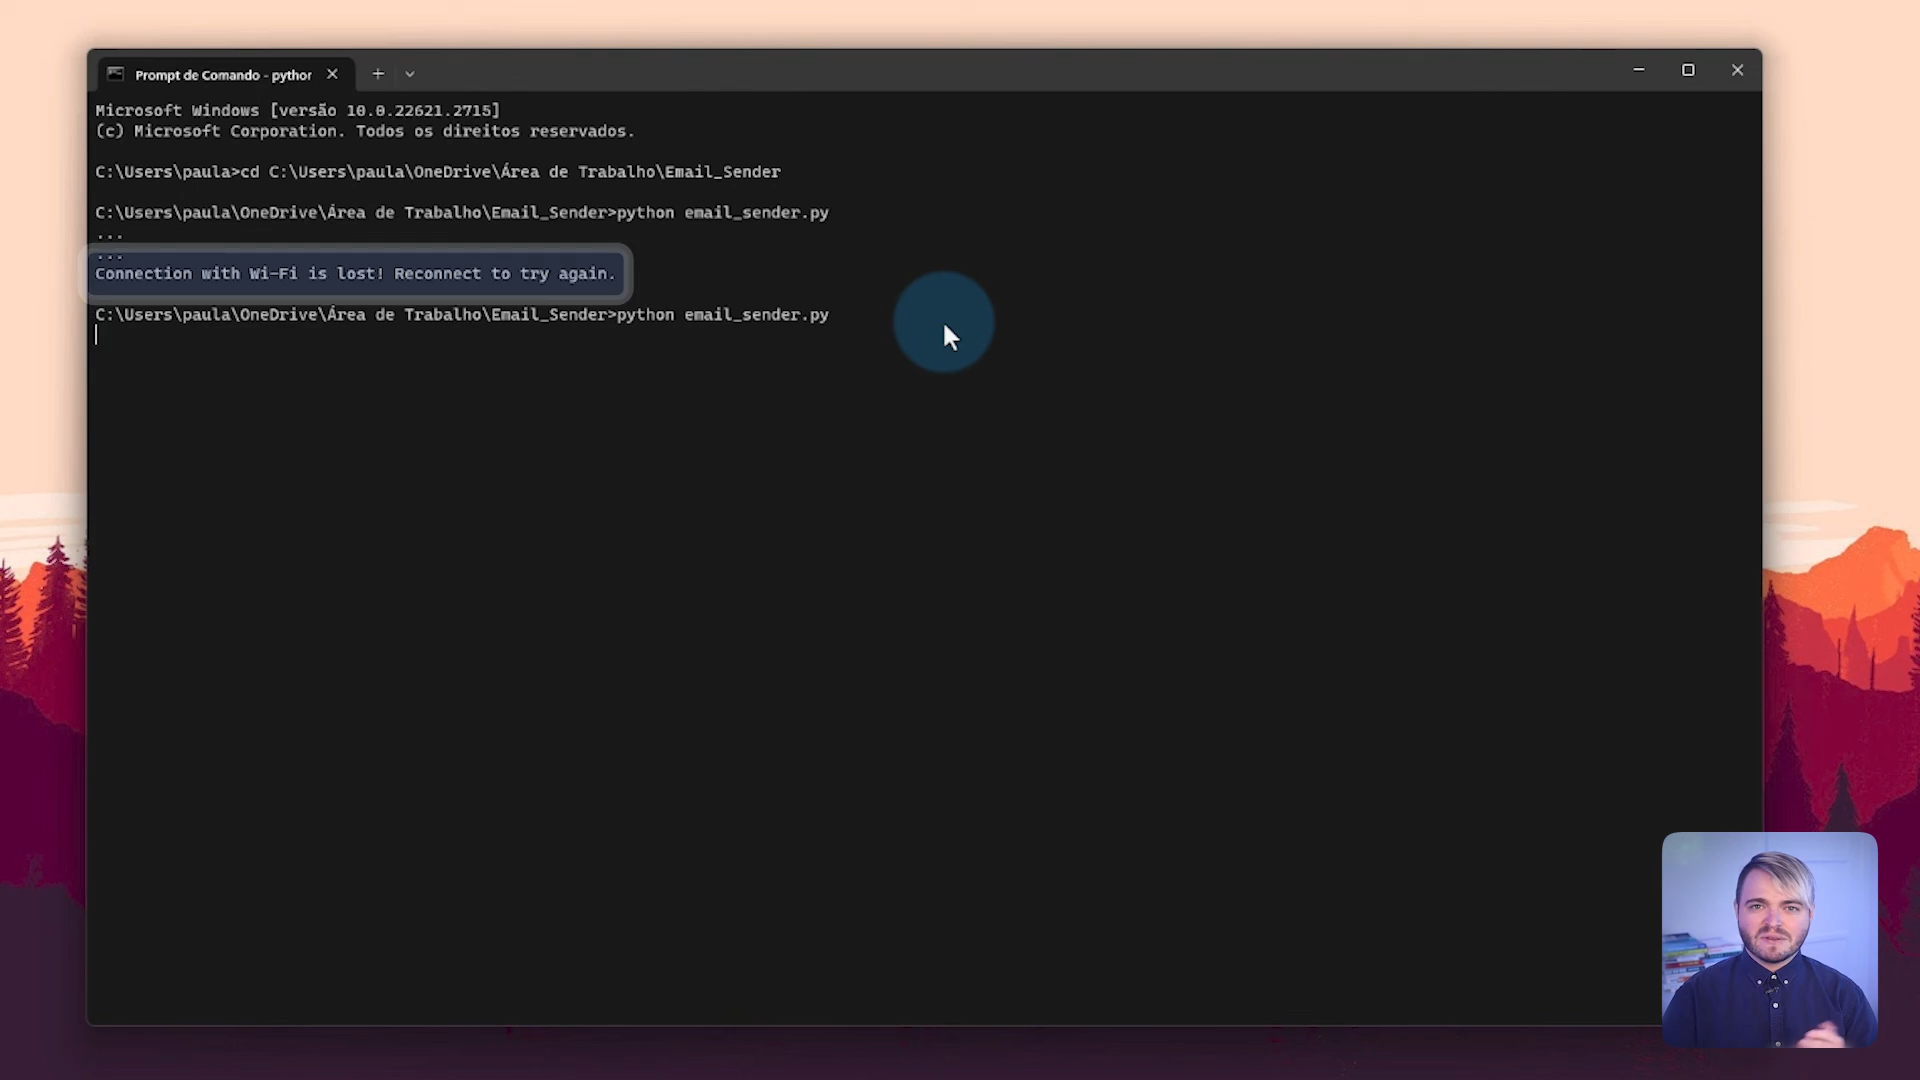 Prompt de Comando - python
Microsoft Windows [versão 10.0.22621.2715]
(c) Microsoft Corporation. Todos os direitos reservados.
C:\Users\paula>cd C:\Users\paula\OneDrive\Área de Trabalho\Email_Sender
C:\Users\paula\OneDrive\Área de Trabalho\Email_Sender>python email_sender.py
...
...
Connection with Wi-Fi is lost! Reconnect to try again.
C:\Users\paula\OneDrive\Área de Trabalho\Email_Sender>python email_sender.py